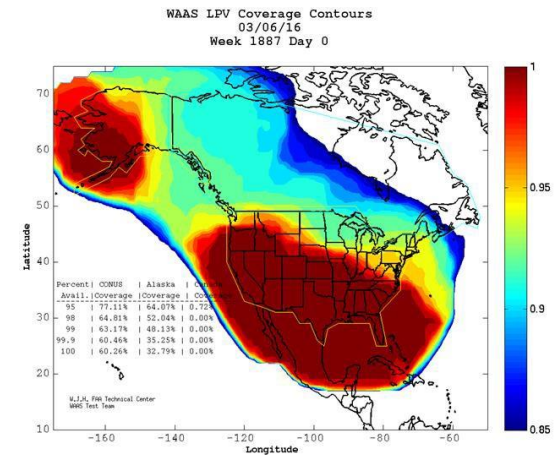 WAAS LPV Coverage Contours
03/06/16
Week 1887 Day 0
1
0.95
0.9
0.85
70
60
50
40
30
20
10
Latitude
Percent| CONUS | Alaska |
Avail. |Coverage |Coverage |
95 | 77.11% | 64.07% | 0.72%
98 | 64.81% | 52.04% | 0.00%
99 | 63.17% | 48.13% | 0.00%
99.9 | 60.46% | 35.25% | 0.00%
100 | 60.26% | 32.79% | 0.00%
W.J.H. FAA Technical Center
WAAS Test Team
-160 -140 -120 -100 -80 -60
Longitude